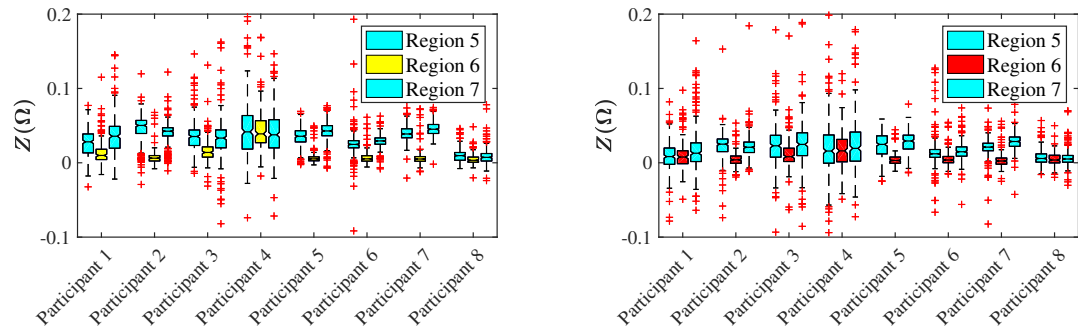 0.2
0.1
0
-0.1
Z(Ω)
Region 5
Region 6
Region 7
Participant 1
Participant 2
Participant 3
Participant 4
Participant 5
Participant 6
Participant 7
Participant 8
0.2
0.1
0
-0.1
Z(Ω)
Region 5
Region 6
Region 7
Participant 1
Participant 2
Participant 3
Participant 4
Participant 5
Participant 6
Participant 7
Participant 8